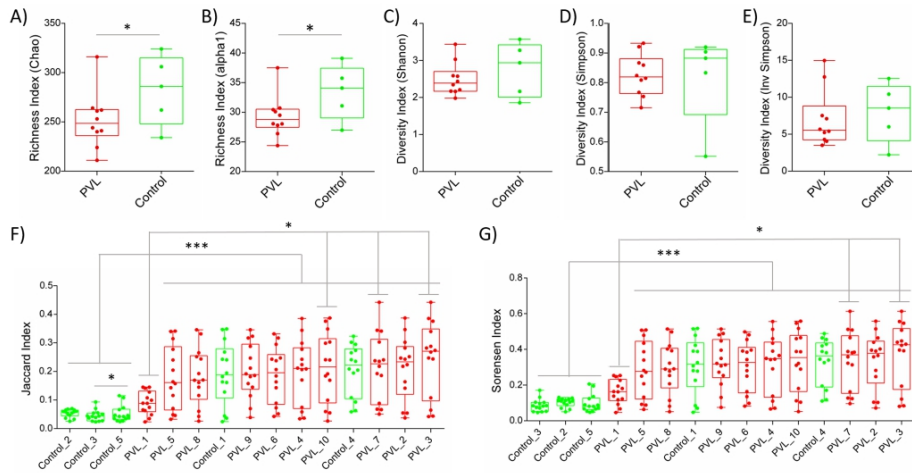 A)
*
Richness Index (Chao)
350
300
250
200
PVL
Control
B)
*
Richness Index (alpha1)
45
40
35
30
25
20
PVL
Control
C)
Diversity Index (Shannon)
4
3
2
1
0
PVL
Control
D)
Diversity Index (Simpson)
1.0
0.9
0.8
0.7
0.6
0.5
PVL
Control
E)
Diversity Index (Inv Simpson)
20
15
10
5
0
PVL
Control
F)
*
***
*
Jaccard Index
0.5
0.4
0.3
0.2
0.1
0.0
Control_2
Control_3
Control_5
PVL_1
PVL_5
PVL_8
Control_1
PVL_9
PVL_6
PVL_4
PVL_10
Control_4
PVL_7
PVL_2
PVL_3
G)
*
***
Sorensen Index
0.8
0.6
0.4
0.2
0.0
Control_3
Control_2
Control_5
PVL_1
PVL_5
PVL_8
Control_1
PVL_9
PVL_6
PVL_4
PVL_10
Control_4
PVL_7
PVL_2
PVL_3